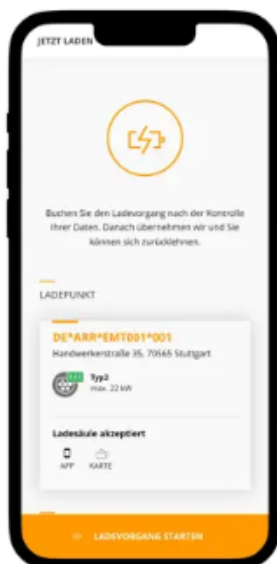 JETZT LADEN
Buchen Sie den Ladevorgang nach der Kontrolle
Ihrer Daten. Danach übernehmen wir und Sie
können sich zurücklehnen.
LADEPUNKT
DE*ARR*EMT001*001
Handwerkerstraße 35, 70565 Stuttgart
Typ2
max. 22 kW
Ladesäule akzeptiert
APP KARTE
LADEVORGANG STARTEN